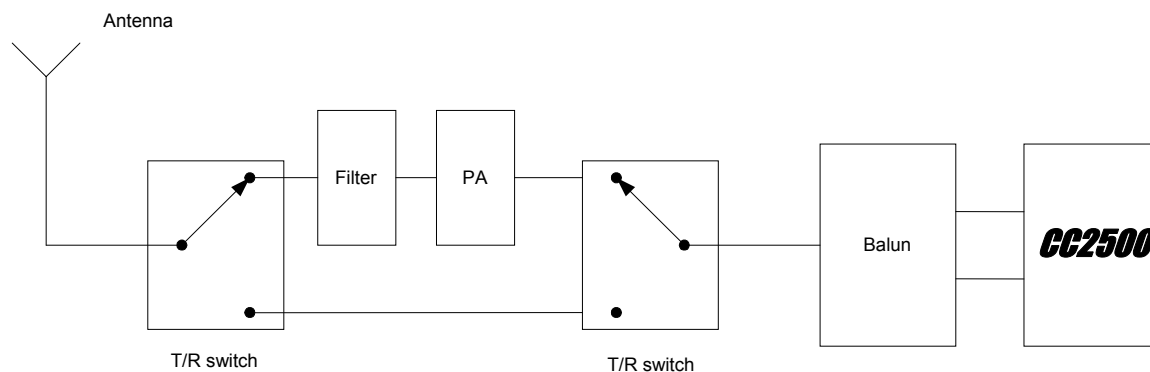 Antenna
Filter
PA
Balun
CC2500
T/R switch
T/R switch